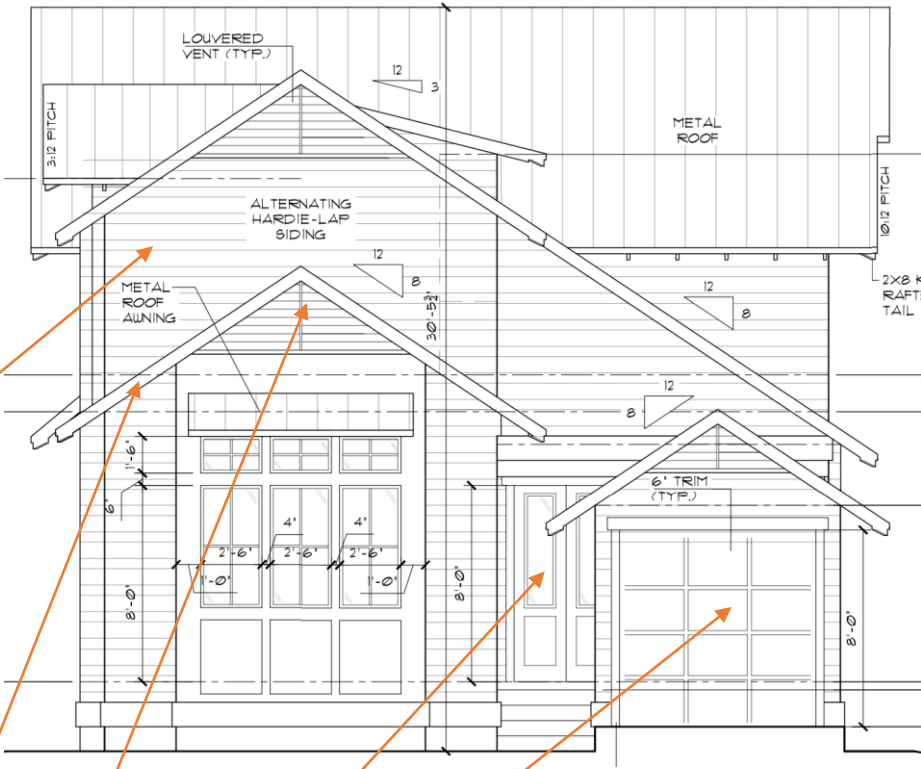 LOUVERED
VENT (TYP.)
12
3
3:12 PITCH
METAL
ROOF
10:12 PITCH
ALTERNATING
HARDIE-LAP
SIDING
12
8
METAL
ROOF
AWNING
30'-5¾"
12
8
2X8 K
RAFT
TAIL
12
8
1'-6"
6"
6" TRIM
(TYP.)
4"
4"
2'-6"
2'-6"
2'-6"
1'-0"
1'-0"
8'-0"
8'-0"
8'-0"